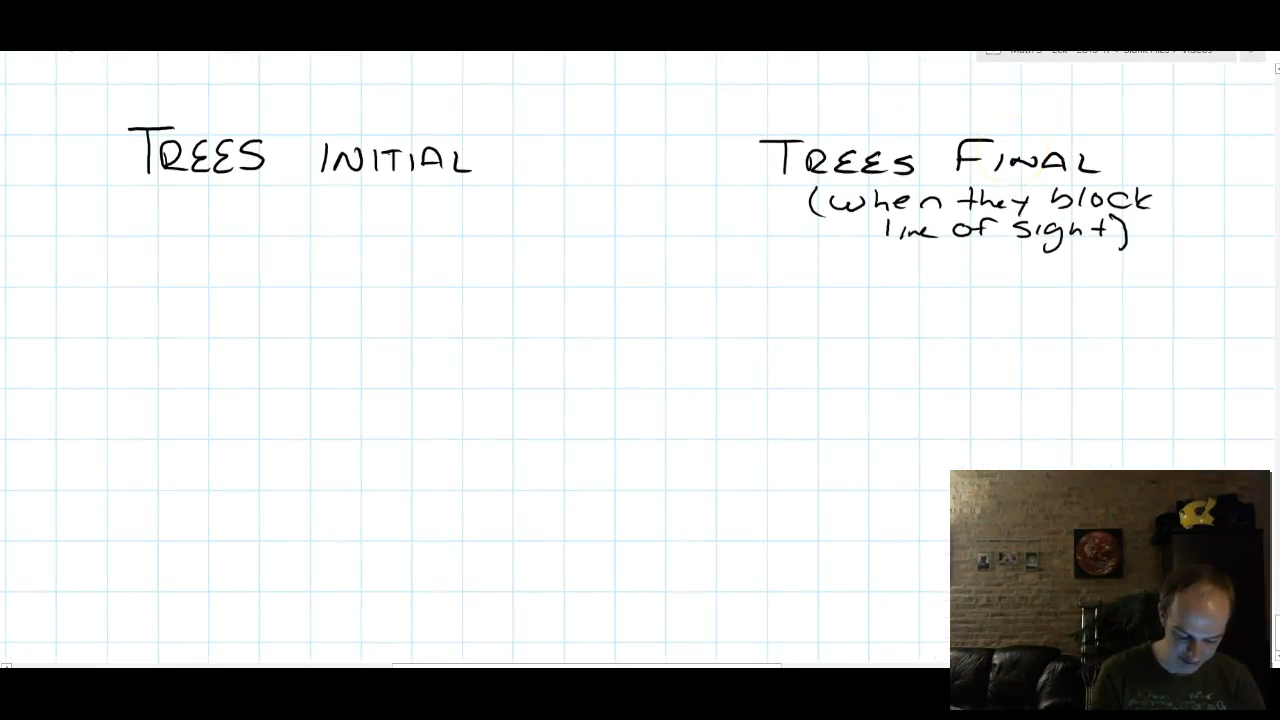 TREES INITIAL
TREES FINAL
(when they block
line of sight)